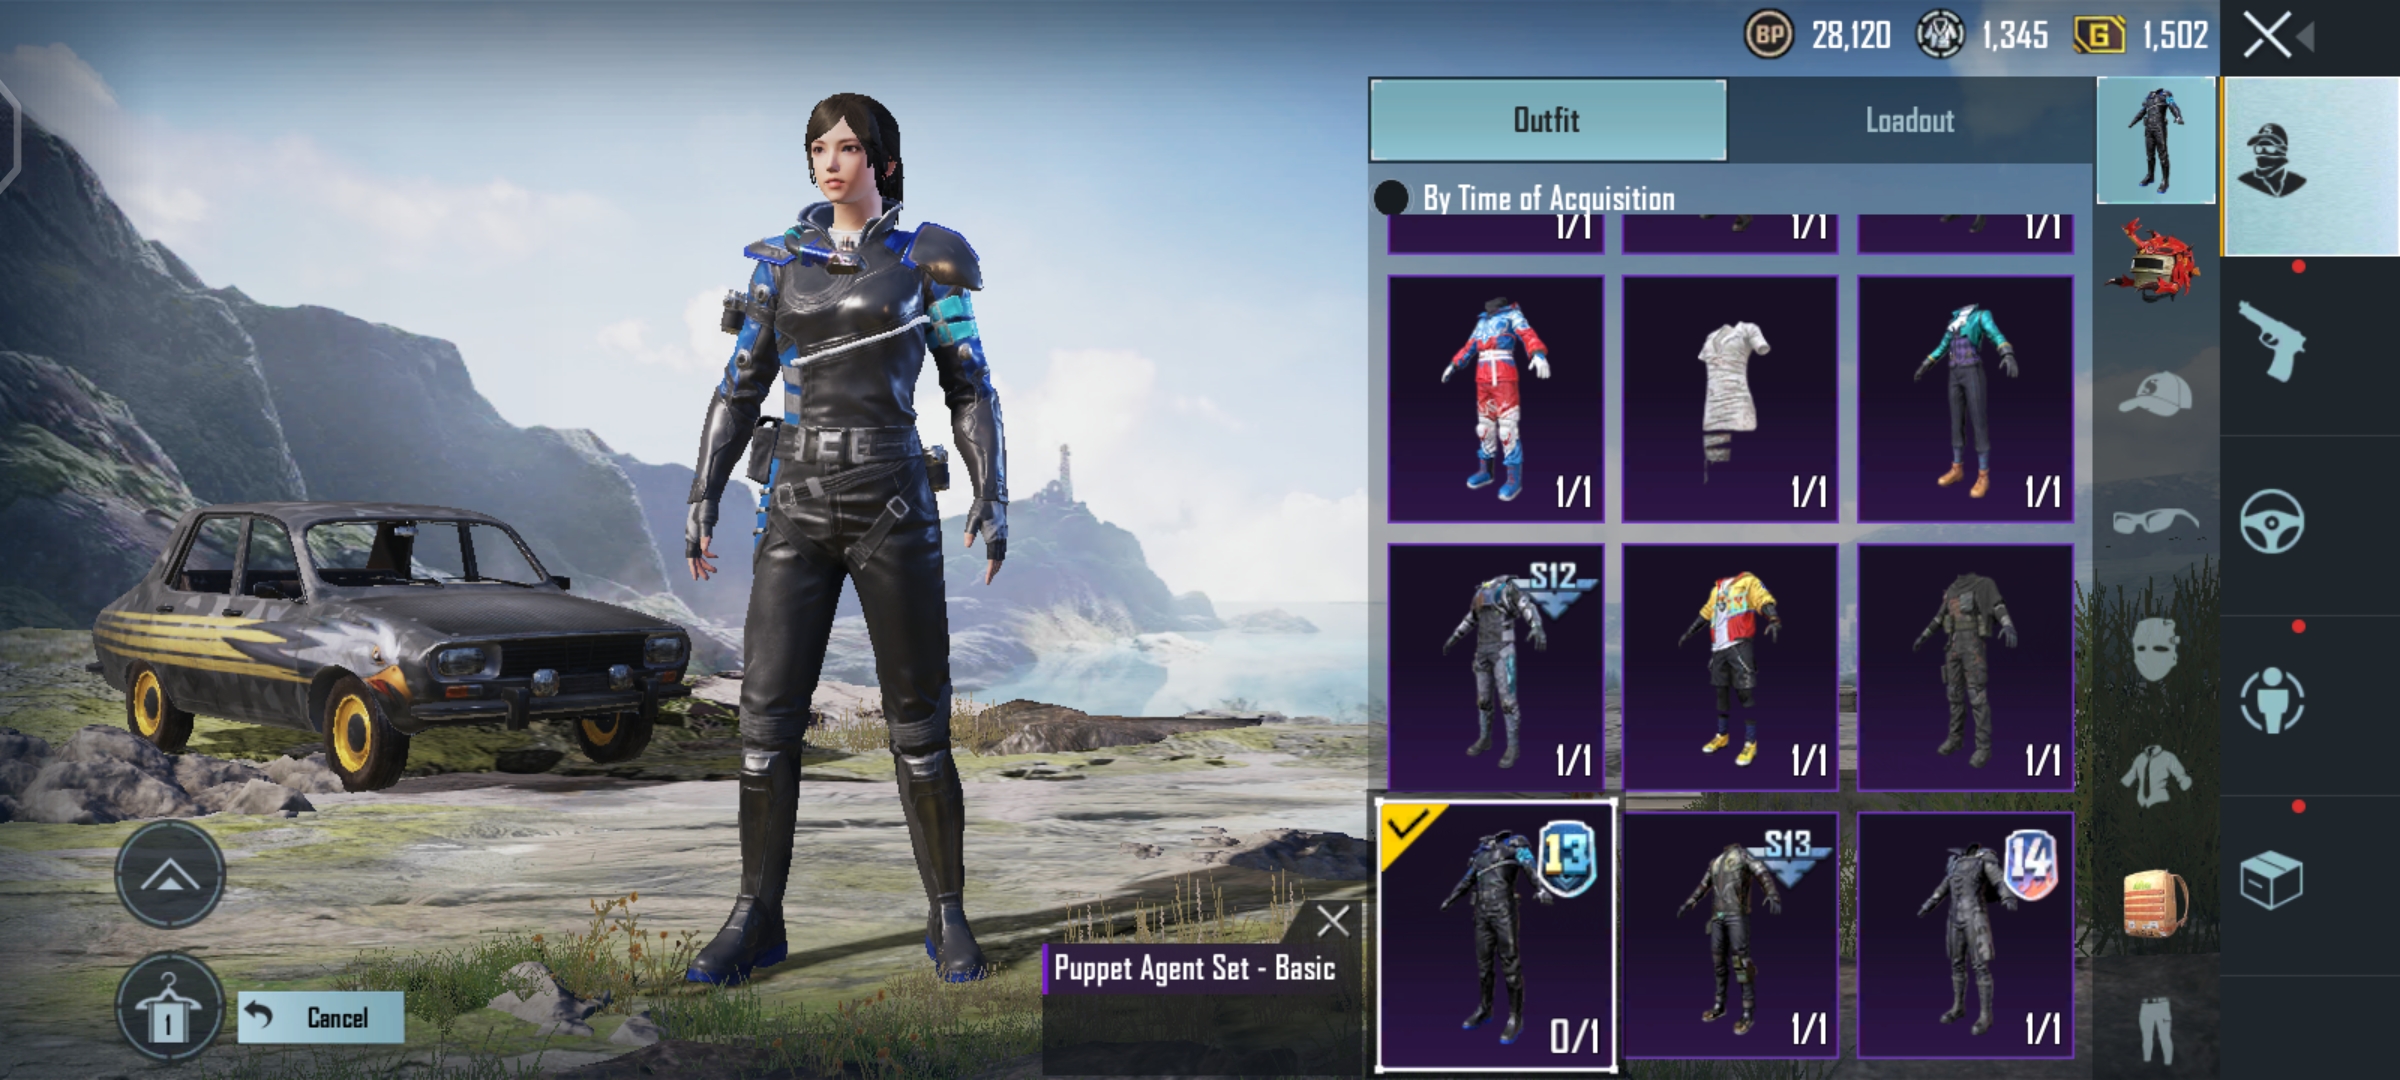 BP 28,120 1,345 G 1,502
Outfit Loadout
By Time of Acquisition
1/1 1/1 1/1
1/1 1/1 1/1
S12
1/1 1/1 1/1
13 S13 14
0/1 1/1 1/1
Puppet Agent Set - Basic
1
Cancel